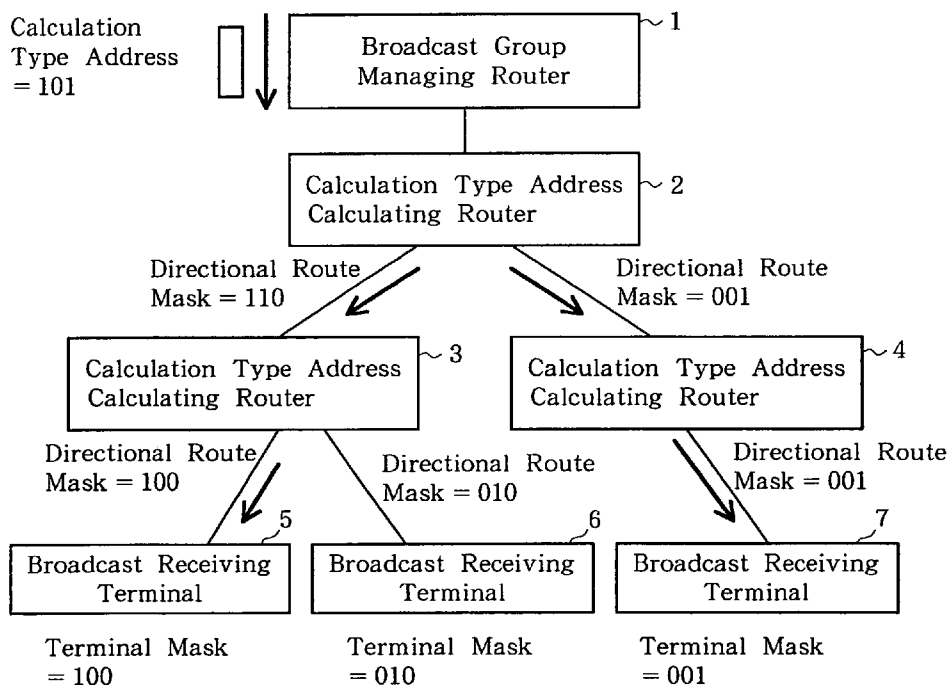 Calculation
Type Address
= 101
1
Broadcast Group
Managing Router
2
Calculation Type Address
Calculating Router
Directional Route
Mask = 110
Directional Route
Mask = 001
3
Calculation Type Address
Calculating Router
4
Calculation Type Address
Calculating Router
Directional Route
Mask = 100
Directional Route
Mask = 010
Directional Route
Mask = 001
5
Broadcast Receiving
Terminal
6
Broadcast Receiving
Terminal
7
Broadcast Receiving
Terminal
Terminal Mask
= 100
Terminal Mask
= 010
Terminal Mask
= 001